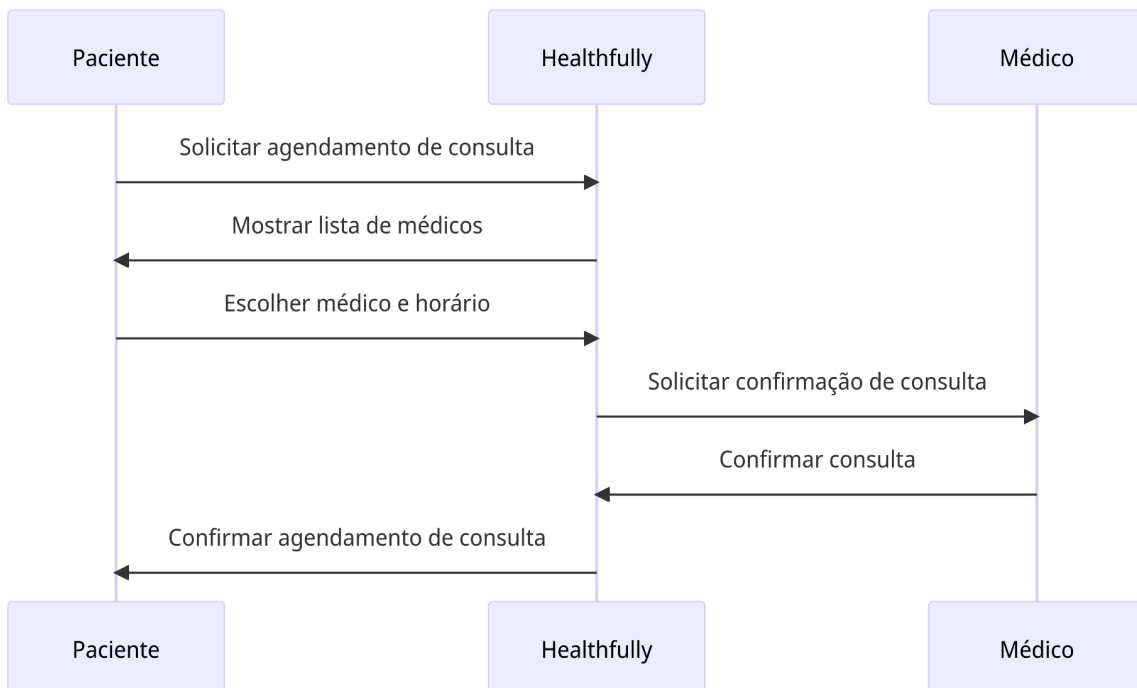 Paciente
Healthfully
Médico
Solicitar agendamento de consulta
Mostrar lista de médicos
Escolher médico e horário
Solicitar confirmação de consulta
Confirmar consulta
Confirmar agendamento de consulta
Paciente
Healthfully
Médico